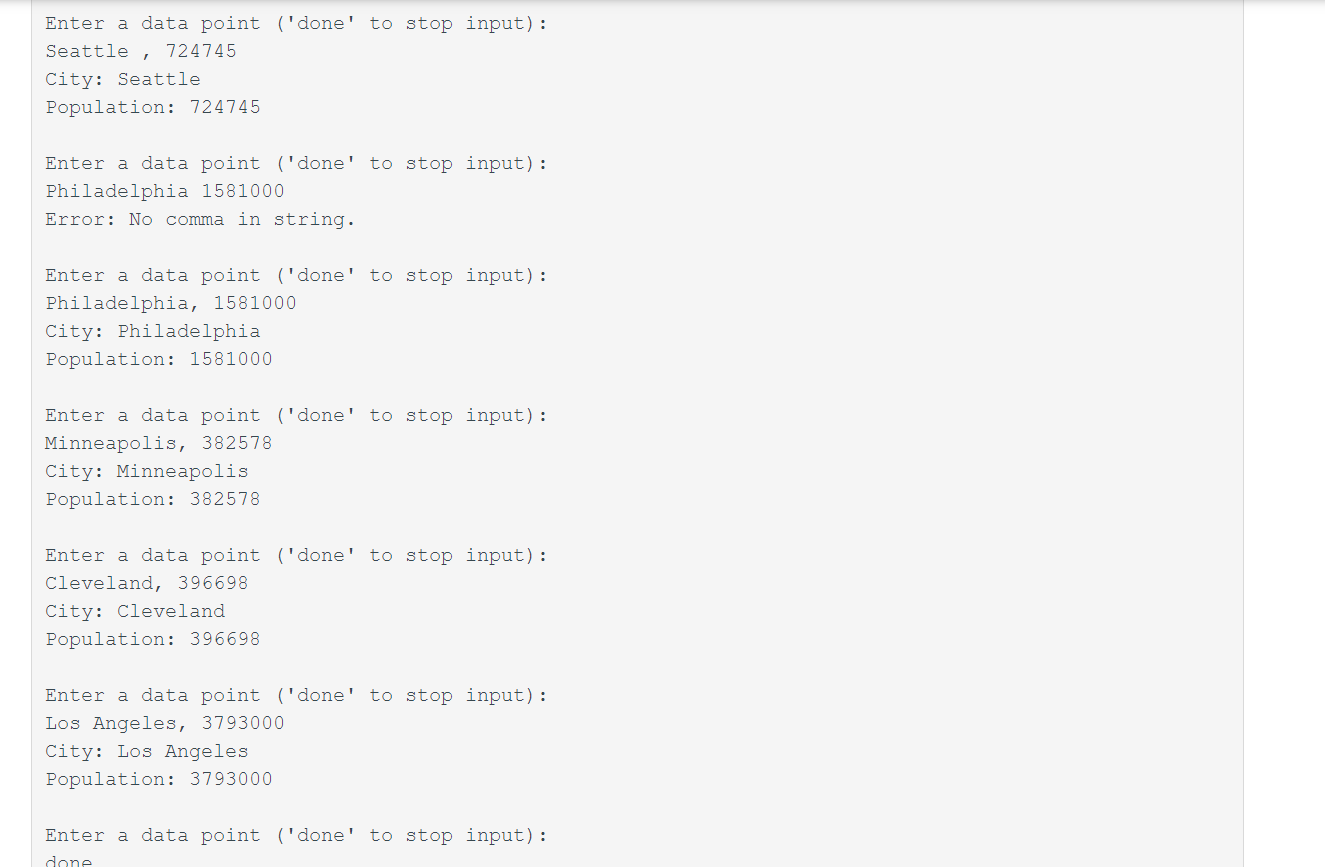 Enter a data point ('done' to stop input):
Seattle , 724745
City: Seattle
Population: 724745
Enter a data point ('done' to stop input):
Philadelphia 1581000
Error: No comma in string.
Enter a data point ('done' to stop input):
Philadelphia, 1581000
City: Philadelphia
Population: 1581000
Enter a data point ('done' to stop input):
Minneapolis, 382578
City: Minneapolis
Population: 382578
Enter a data point ('done' to stop input):
Cleveland, 396698
City: Cleveland
Population: 396698
Enter a data point ('done' to stop input):
Los Angeles, 3793000
City: Los Angeles
Population: 3793000
Enter a data point ('done' to stop input):
done